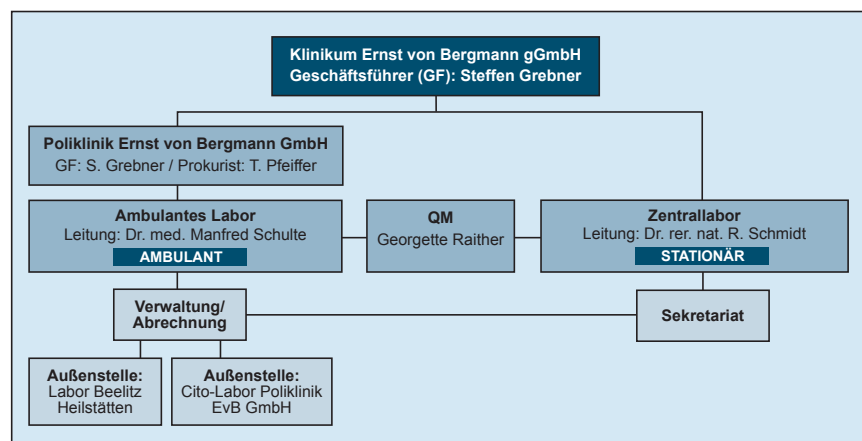 Klinikum Ernst von Bergmann gGmbH
Geschäftsführer (GF): Steffen Grebner
Poliklinik Ernst von Bergmann GmbH
GF: S. Grebner / Prokurist: T. Pfeiffer
Ambulantes Labor
Leitung: Dr. med. Manfred Schulte
AMBULANT
QM
Georgette Raither
Zentrallabor
Leitung: Dr. rer. nat. R. Schmidt
STATIONÄR
Verwaltung/
Abrechnung
Sekretariat
Außenstelle:
Labor Beelitz
Heilstätten
Außenstelle:
Cito-Labor Poliklinik
EvB GmbH